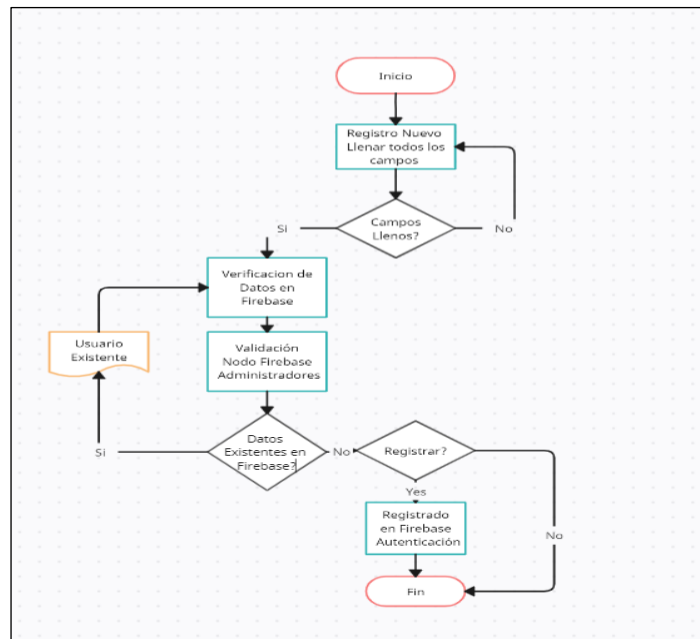 Inicio
Registro Nuevo
Llenar todos los
campos
Campos
Llenos?
Si
No
Verificacion de
Datos en
Firebase
Usuario
Existente
Validación
Nodo Firebase
Administradores
Datos
Existentes en
Firebase?
Si
No
Registrar?
Yes
No
Registrado
en Firebase
Autenticación
Fin